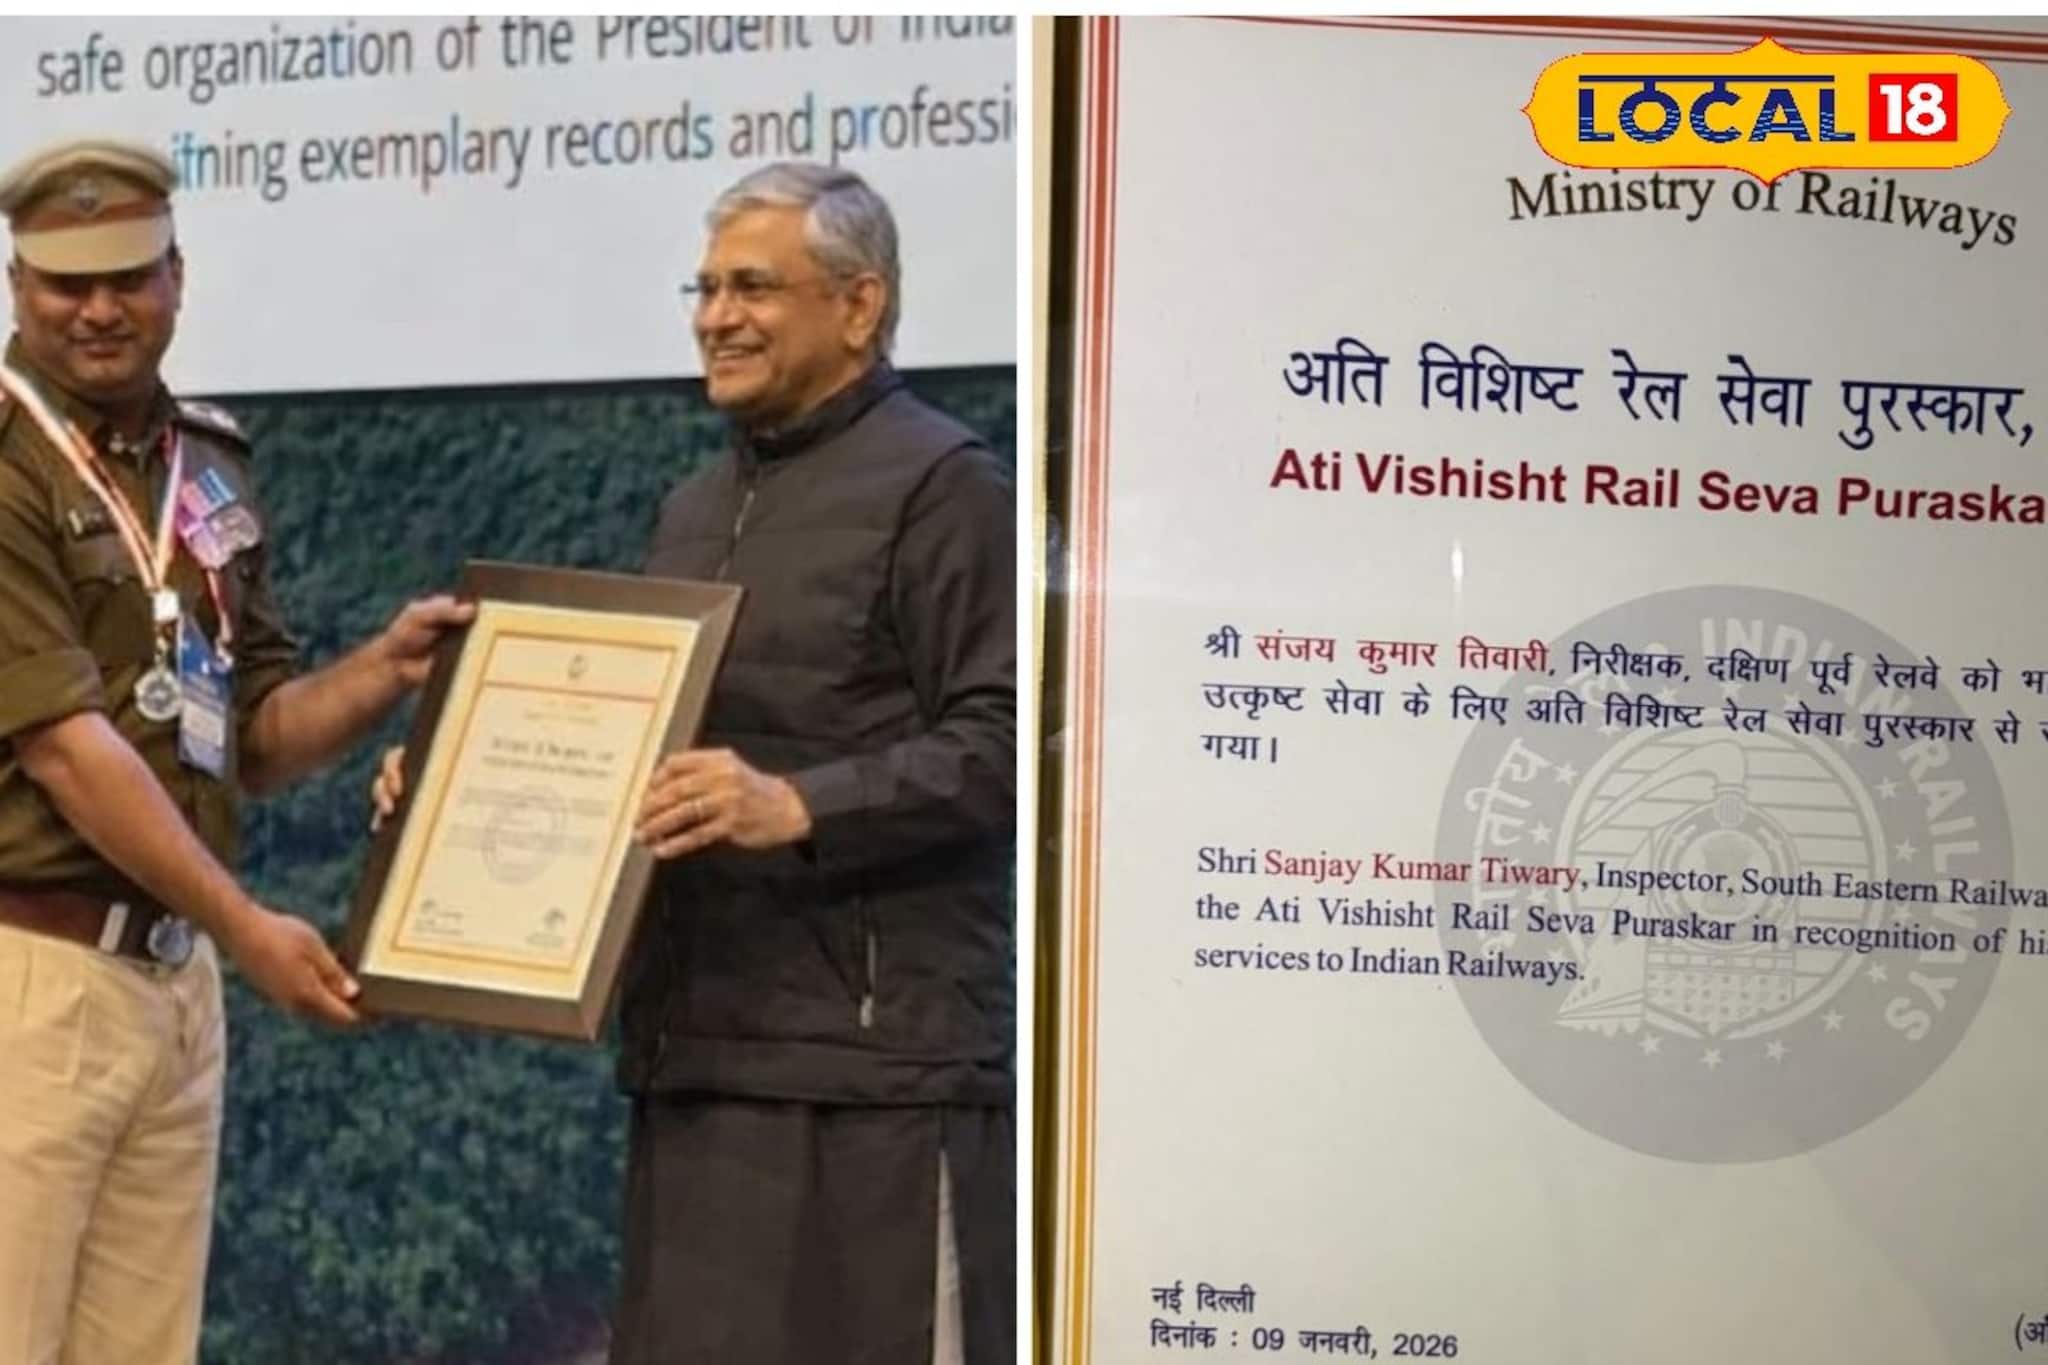 safe organization of the President of India
exemplary records and professi
LOCAL 18
Ministry of Railways
अति विशिष्ट रेल सेवा पुरस्कार,
Ati Vishisht Rail Seva Puraska
श्री संजय कुमार तिवारी, निरीक्षक, दक्षिण पूर्व रेलवे को भ
उत्कृष्ट सेवा के लिए अति विशिष्ट रेल सेवा पुरस्कार से स
गया।
INDIAN RAILWAYS
Shri Sanjay Kumar Tiwary, Inspector, South Eastern Railwa
the Ati Vishisht Rail Seva Puraskar in recognition of hi
services to Indian Railways.
नई दिल्ली
दिनांक : 09 जनवरी, 2026